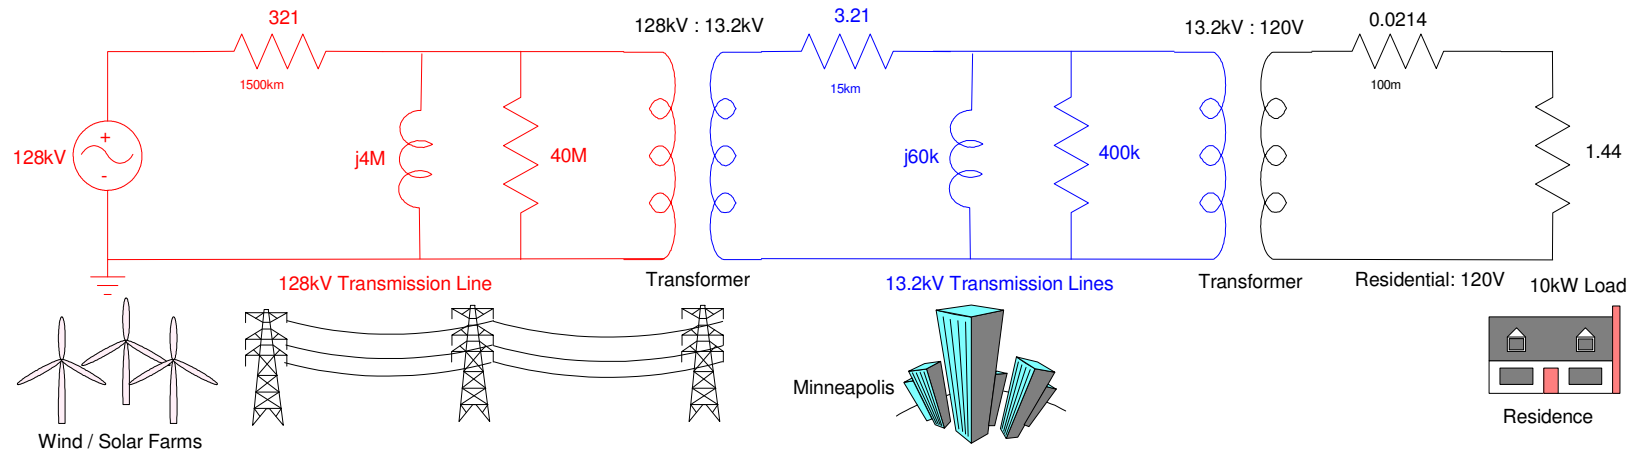 321
1500km
128kV
+
-
j4M
40M
128kV : 13.2kV
3.21
15km
j60k
400k
13.2kV : 120V
0.0214
100m
1.44
128kV Transmission Line
Transformer
13.2kV Transmission Lines
Transformer
Residential: 120V
10kW Load
Wind / Solar Farms
Minneapolis
Residence